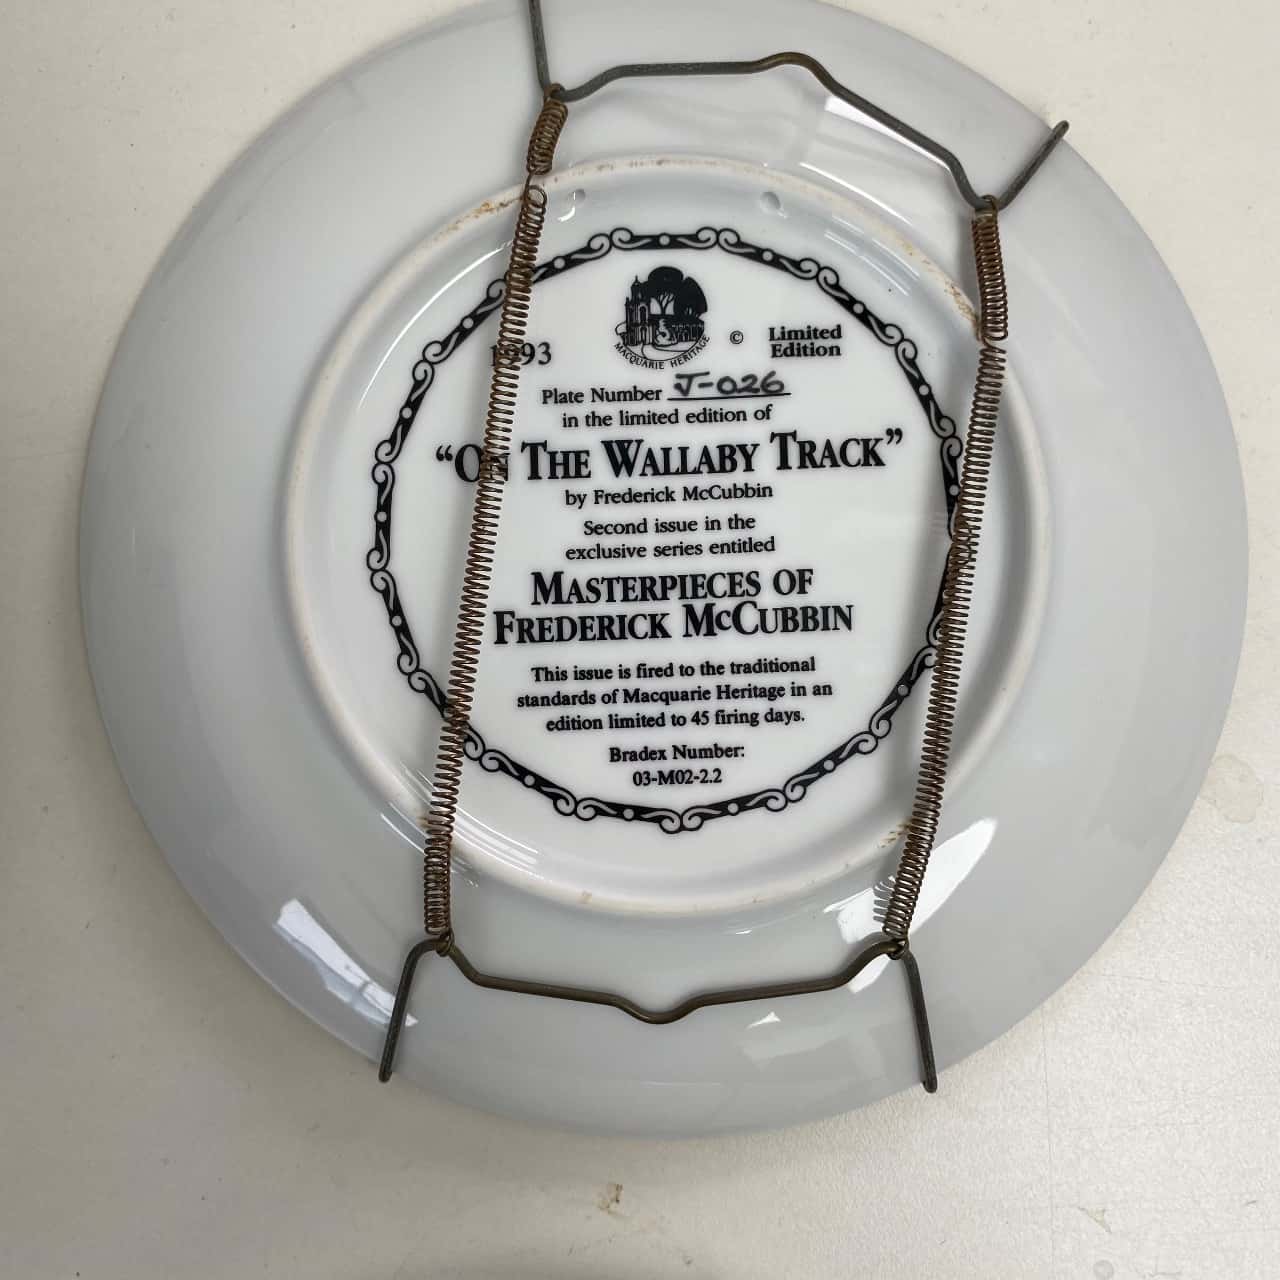 MACQUARIE HERITAGE
1993
© Limited
Edition
Plate Number J-026
in the limited edition of
“ON THE WALLABY TRACK”
by Frederick McCubbin
Second issue in the
exclusive series entitled
MASTERPIECES OF
FREDERICK MCCUBBIN
This issue is fired to the traditional
standards of Macquarie Heritage in an
edition limited to 45 firing days.
Bradex Number:
03-M02-2.2